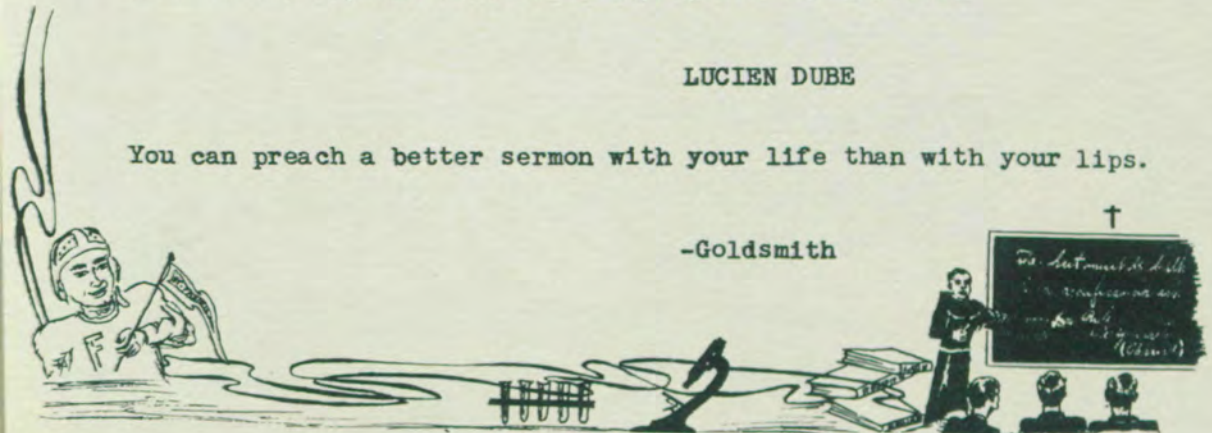 LUCIEN DUBE
You can preach a better sermon with your life than with your lips.
-Goldsmith
F